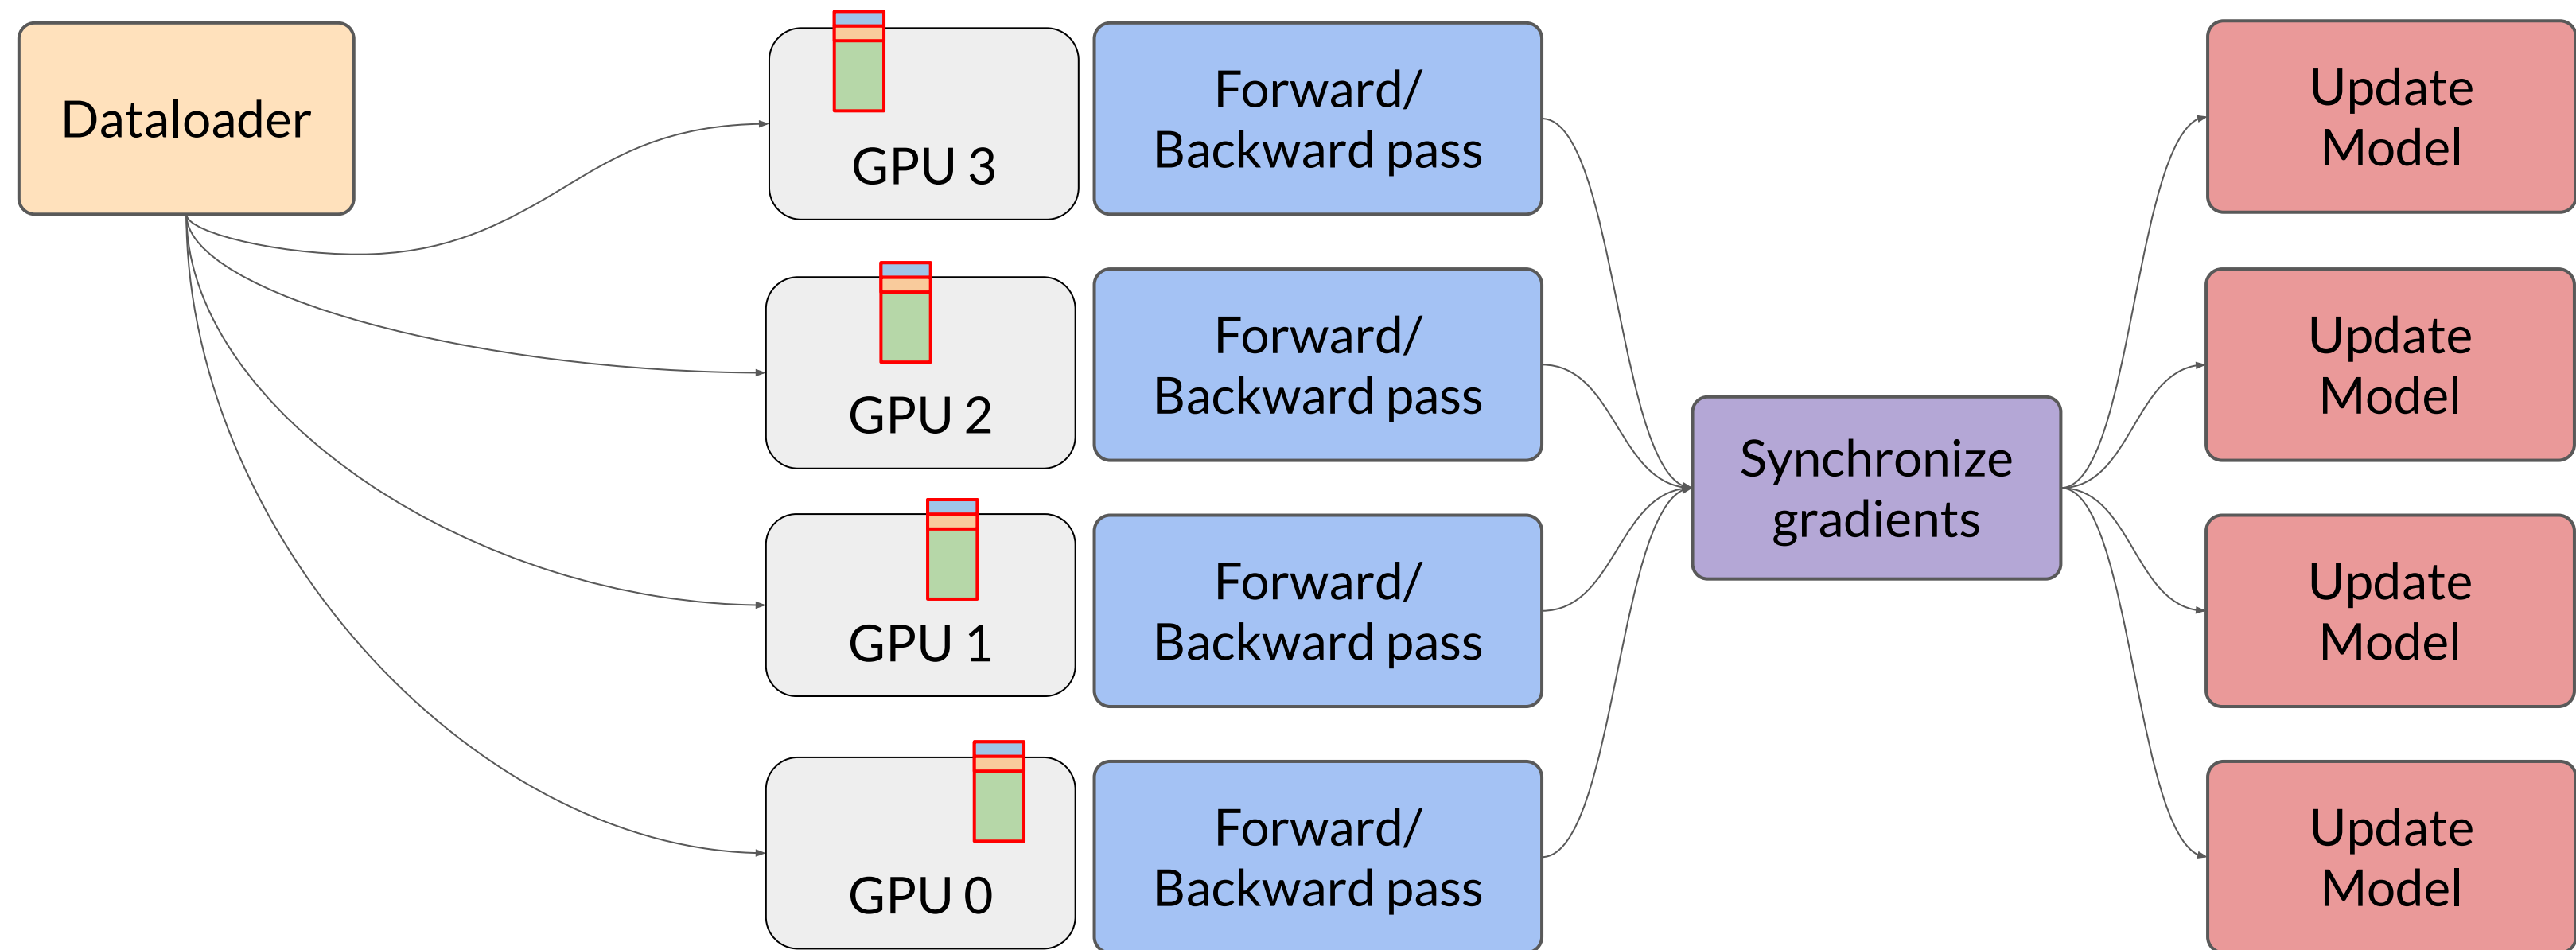 Dataloader
GPU 3
Forward/
Backward pass
Update
Model
GPU 2
Forward/
Backward pass
Update
Model
Synchronize
gradients
GPU 1
Forward/
Backward pass
Update
Model
GPU 0
Forward/
Backward pass
Update
Model